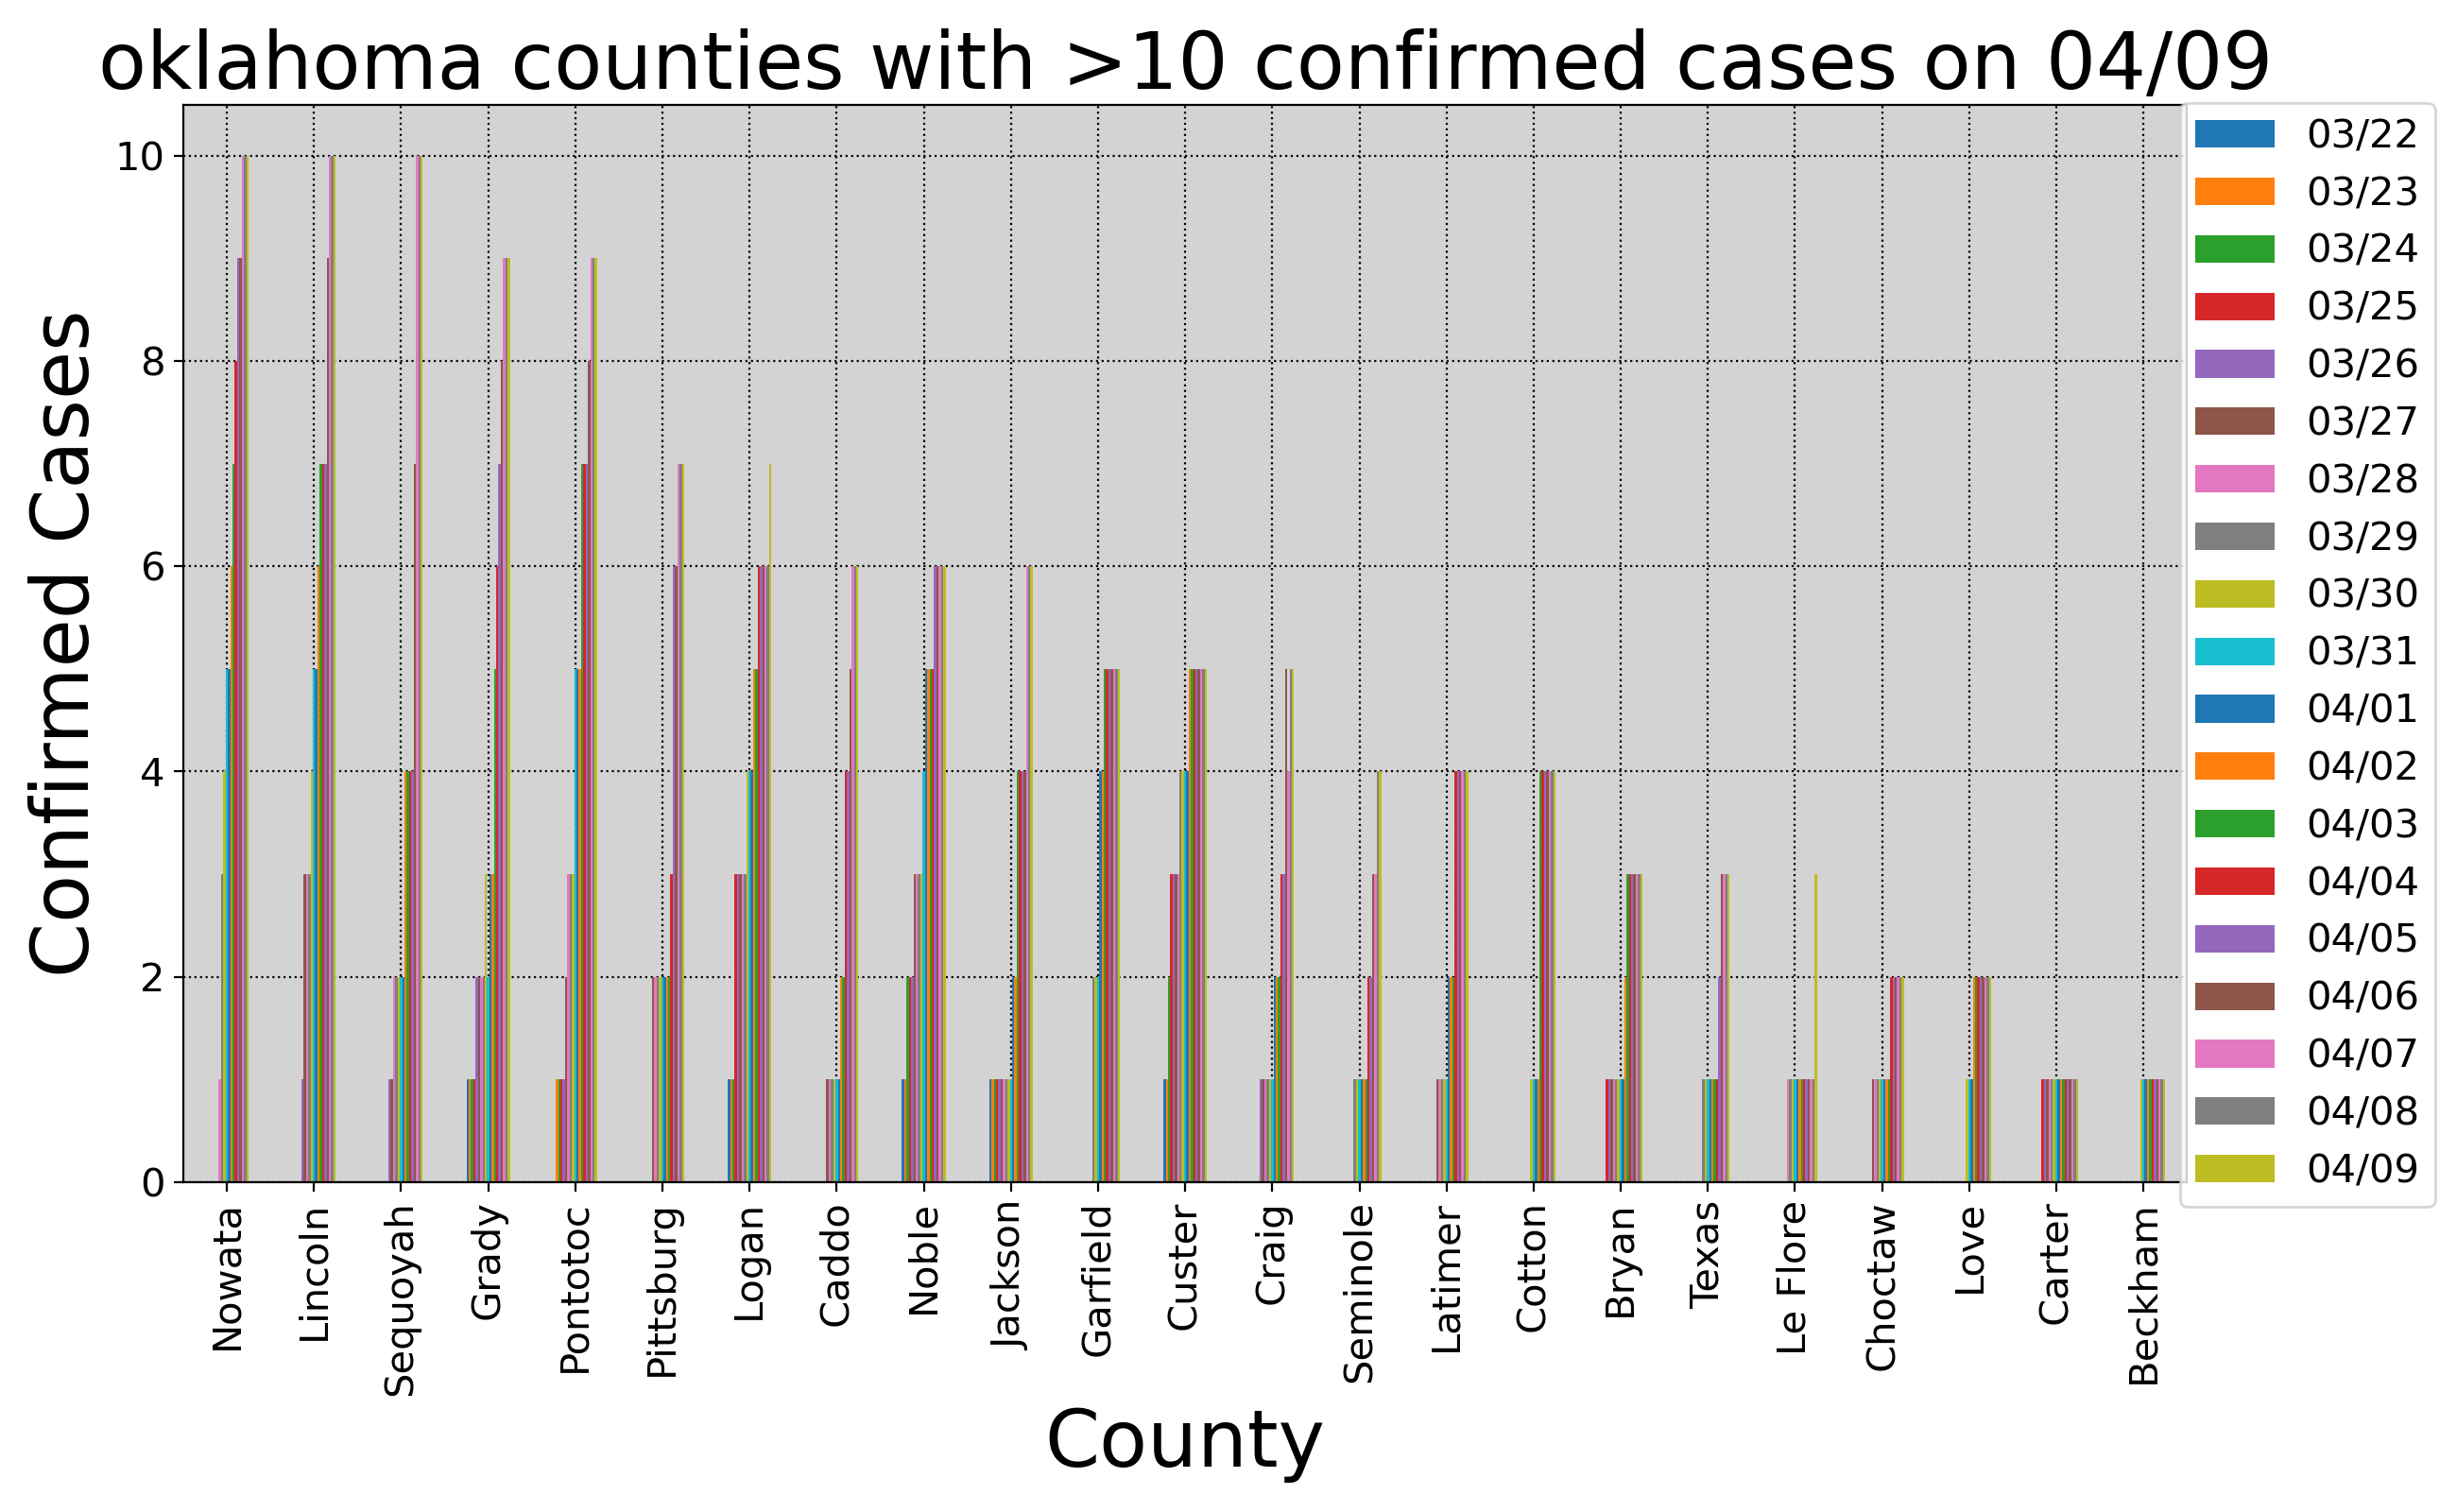 oklahoma counties with >10 confirmed cases on 04/09
Confirmed Cases
10
8
6
4
2
0
03/22
03/23
03/24
03/25
03/26
03/27
03/28
03/29
03/30
03/31
04/01
04/02
04/03
04/04
04/05
04/06
04/07
04/08
04/09
Nowata
Lincoln
Sequoyah
Grady
Pontotoc
Pittsburg
Logan
Caddo
Noble
Jackson
Garfield
Custer
Craig
Seminole
Latimer
Cotton
Bryan
Texas
Le Flore
Choctaw
Love
Carter
Beckham
County